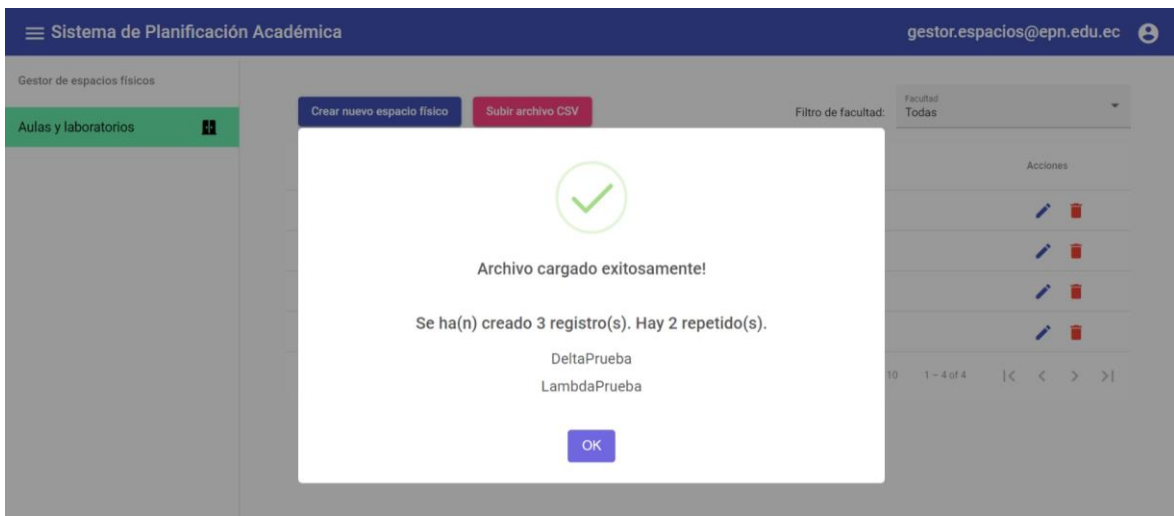 Sistema de Planificación Académica
gestor.espacios@epn.edu.ec
Gestor de espacios físicos
Aulas y laboratorios
Crear nuevo espacio físico
Subir archivo CSV
Filtro de facultad:
Facultad
Todas
Acciones
Archivo cargado exitosamente!
Se ha(n) creado 3 registro(s). Hay 2 repetido(s).
DeltaPrueba
LambdaPrueba
OK
10
1 – 4 of 4